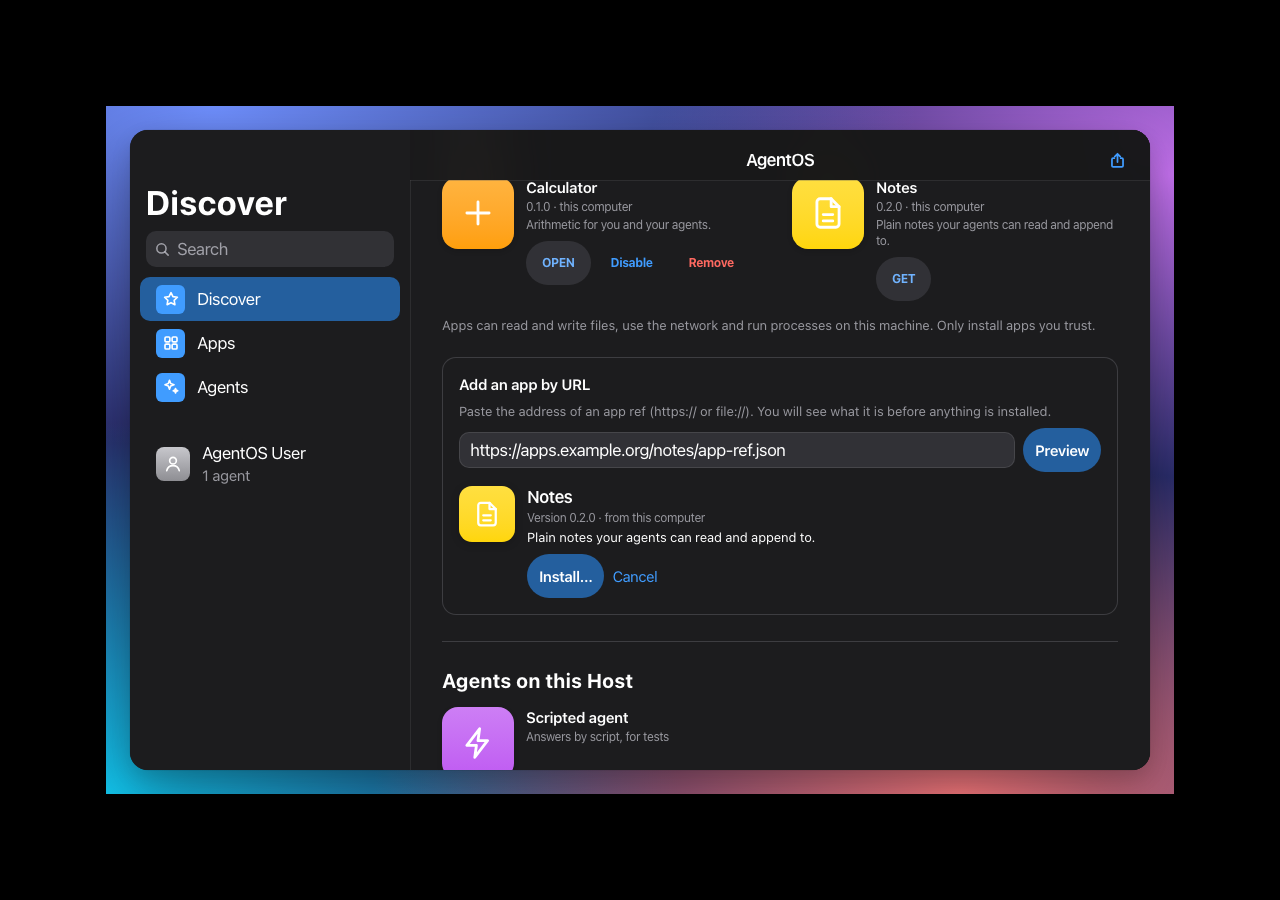 AgentOS
Discover
Search
Discover
Apps
Agents
AgentOS User
1 agent
Calculator
0.1.0 · this computer
Arithmetic for you and your agents.
OPEN
Disable
Remove
Notes
0.2.0 · this computer
Plain notes your agents can read and append
to.
GET
Apps can read and write files, use the network and run processes on this machine. Only install apps you trust.
Add an app by URL
Paste the address of an app ref (https:// or file://). You will see what it is before anything is installed.
https://apps.example.org/notes/app-ref.json
Preview
Notes
Version 0.2.0 · from this computer
Plain notes your agents can read and append to.
Install…
Cancel
Agents on this Host
Scripted agent
Answers by script, for tests